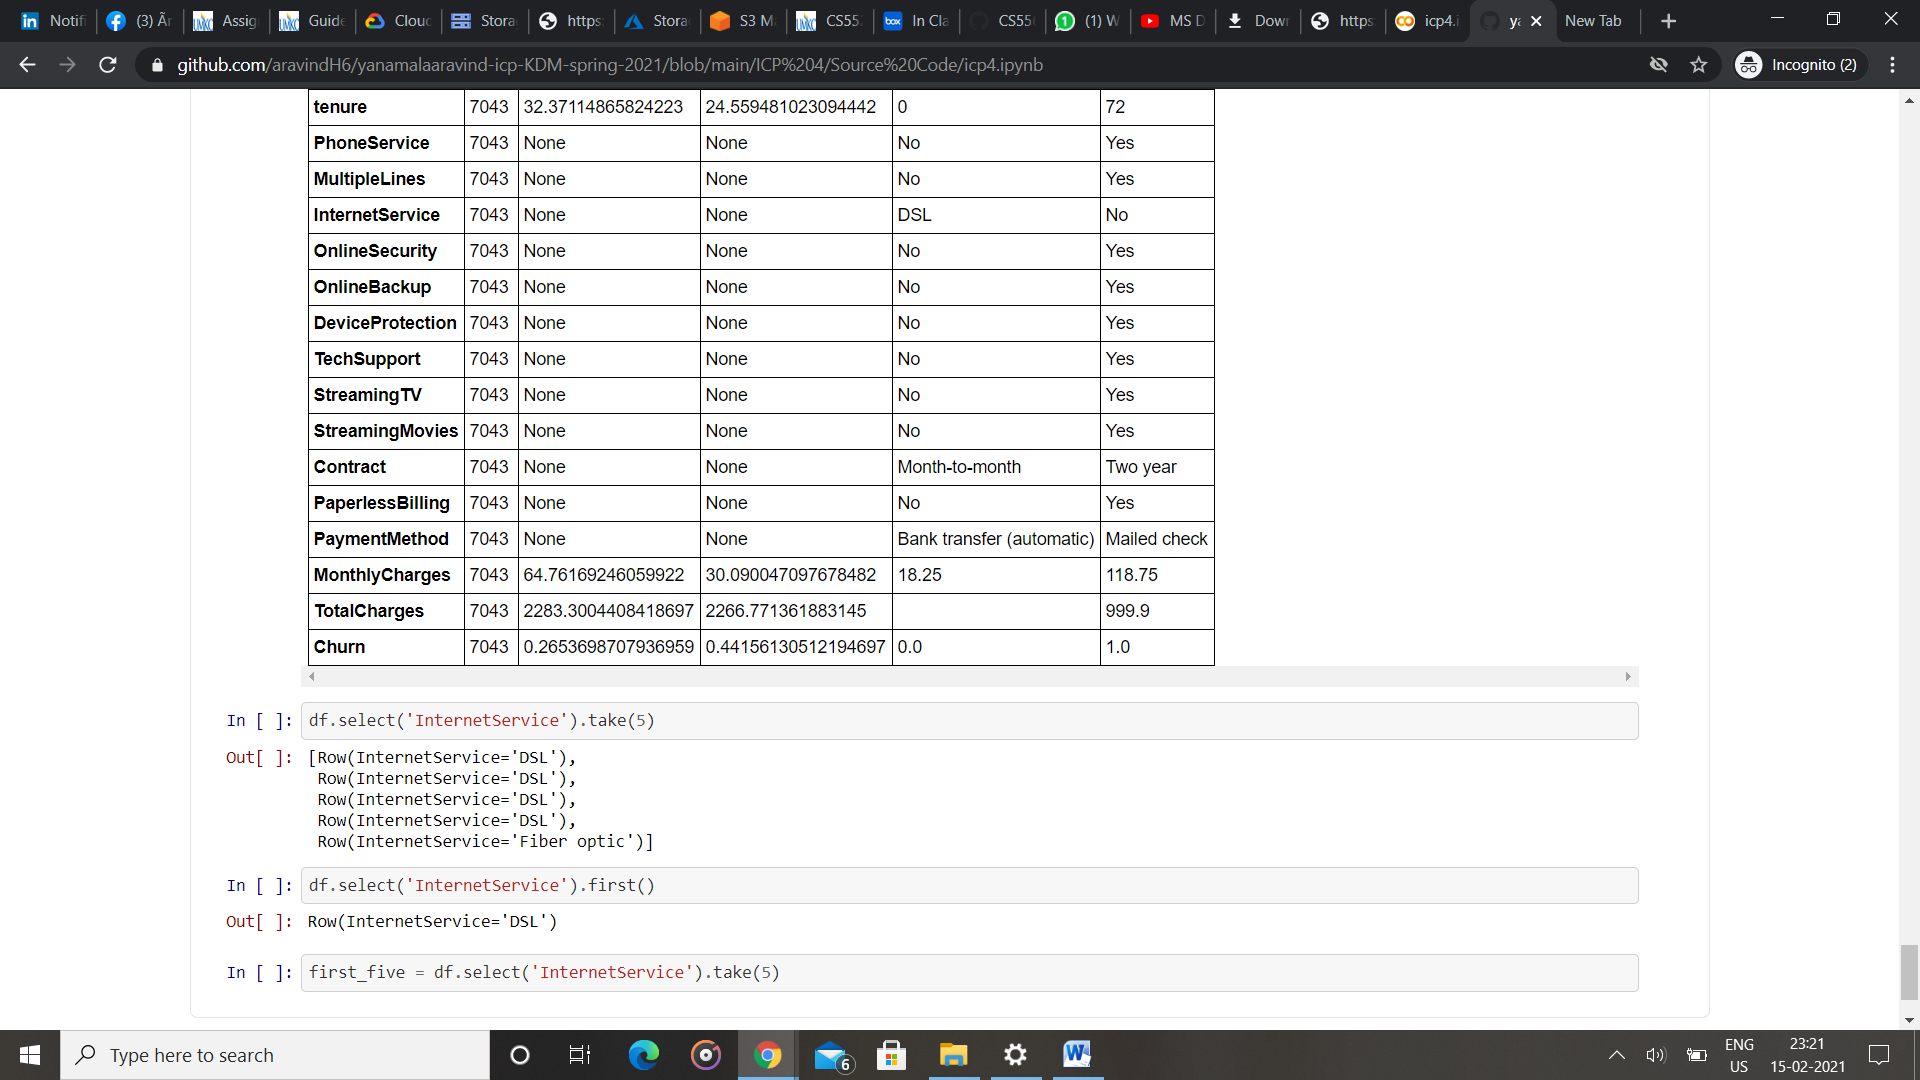 Notifi
(3) Ãr
Assig
Guide
Clouc
Stora
https:
Stora
S3 M
CS552
In Cla
CS55
(1) W
MS D
Dow
https
icp4.i
ya
New Tab
github.com/aravindH6/yanamalaaravind-icp-KDM-spring-2021/blob/main/ICP%204/Source%20Code/icp4.ipynb
Incognito (2)
tenure 7043 32.37114865824223 24.559481023094442 0 72
PhoneService 7043 None None No Yes
MultipleLines 7043 None None No Yes
InternetService 7043 None None DSL No
OnlineSecurity 7043 None None No Yes
OnlineBackup 7043 None None No Yes
DeviceProtection 7043 None None No Yes
TechSupport 7043 None None No Yes
StreamingTV 7043 None None No Yes
StreamingMovies 7043 None None No Yes
Contract 7043 None None Month-to-month Two year
PaperlessBilling 7043 None None No Yes
PaymentMethod 7043 None None Bank transfer (automatic) Mailed check
MonthlyCharges 7043 64.76169246059922 30.090047097678482 18.25 118.75
TotalCharges 7043 2283.3004408418697 2266.771361883145 999.9
Churn 7043 0.2653698707936959 0.44156130512194697 0.0 1.0
In [ ]: df.select('InternetService').take(5)
Out[ ]: [Row(InternetService='DSL'),
Row(InternetService='DSL'),
Row(InternetService='DSL'),
Row(InternetService='DSL'),
Row(InternetService='Fiber optic')]
In [ ]: df.select('InternetService').first()
Out[ ]: Row(InternetService='DSL')
In [ ]: first_five = df.select('InternetService').take(5)
Type here to search
6
ENG
US
23:21
15-02-2021